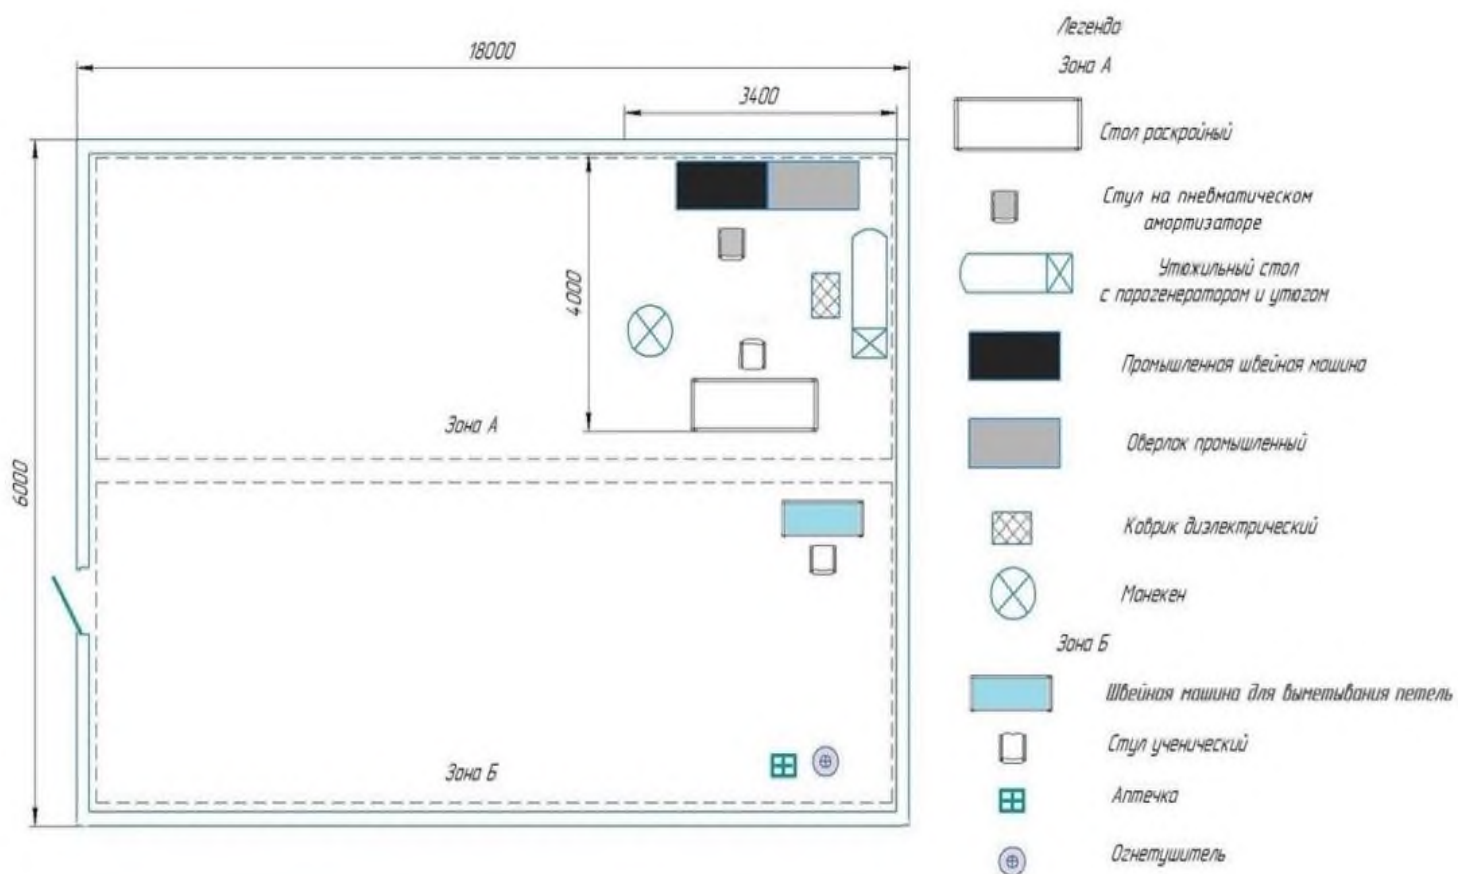 18000
3400
4000
6000
Зона А
Зона Б
Легенда
Зона А
Стол раскройный
Стул на пневматическом
амортизаторе
Утюжильный стол
с парогенератором и утюгом
Промышленная швейная машина
Оверлок промышленный
Коврик диэлектрический
Манекен
Зона Б
Швейная машина для выметывания петель
Стул ученический
Аптечка
Огнетушитель